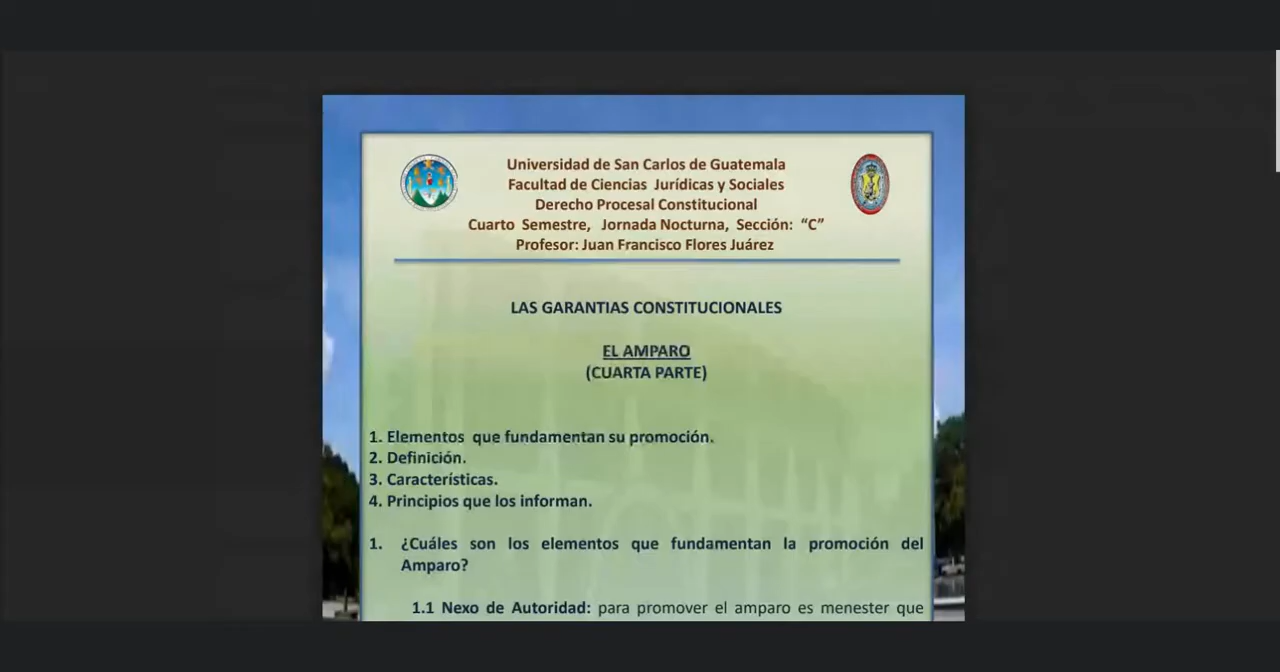 Universidad de San Carlos de Guatemala
Facultad de Ciencias Jurídicas y Sociales
Derecho Procesal Constitucional
Cuarto Semestre, Jornada Nocturna, Sección: “C”
Profesor: Juan Francisco Flores Juárez
LAS GARANTIAS CONSTITUCIONALES
EL AMPARO
(CUARTA PARTE)
1. Elementos que fundamentan su promoción.
2. Definición.
3. Características.
4. Principios que los informan.
1. ¿Cuáles son los elementos que fundamentan la promoción del
Amparo?
1.1 Nexo de Autoridad: para promover el amparo es menester que